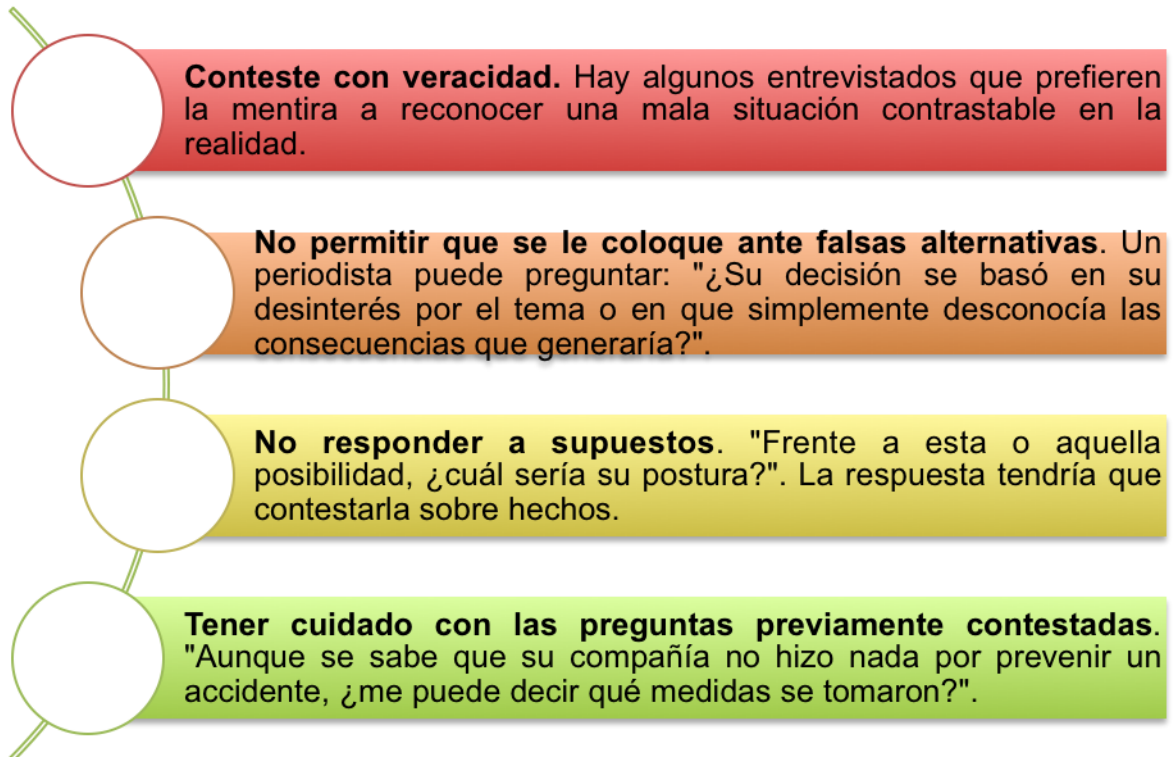 Conteste con veracidad. Hay algunos entrevistados que prefieren
la mentira a reconocer una mala situación contrastable en la
realidad.
No permitir que se le coloque ante falsas alternativas. Un
periodista puede preguntar: "¿Su decisión se basó en su
desinterés por el tema o en que simplemente desconocía las
consecuencias que generaría?".
No responder a supuestos. "Frente a esta o aquella
posibilidad, ¿cuál sería su postura?". La respuesta tendría que
contestarla sobre hechos.
Tener cuidado con las preguntas previamente contestadas.
"Aunque se sabe que su compañía no hizo nada por prevenir un
accidente, ¿me puede decir qué medidas se tomaron?".